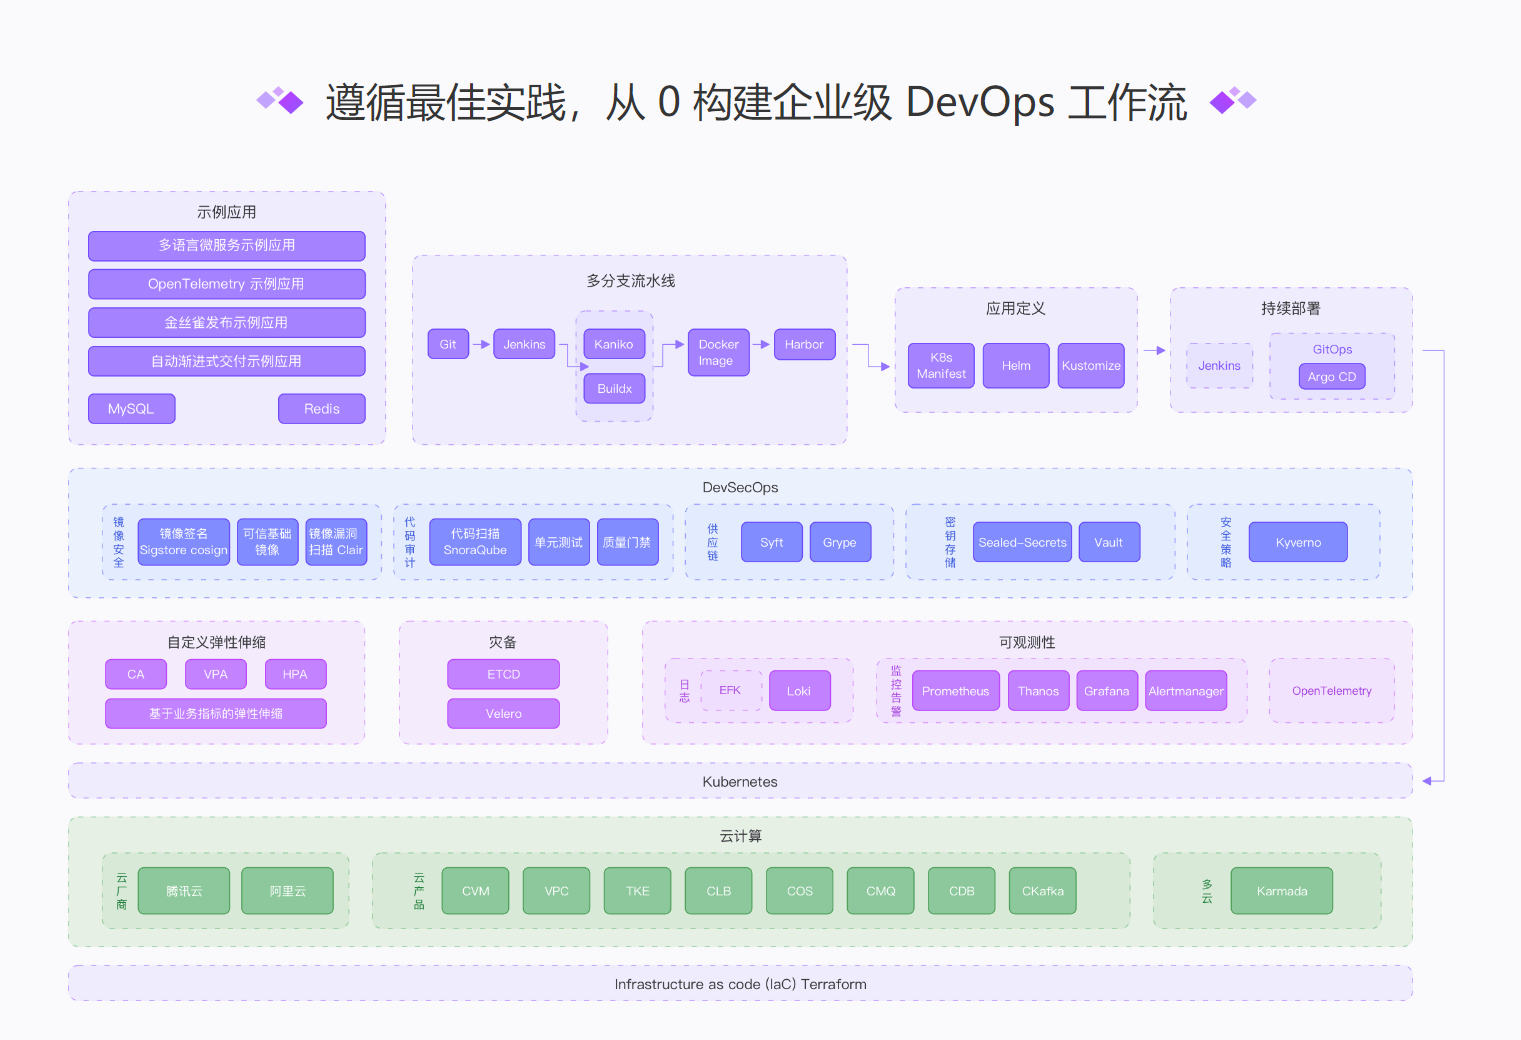 遵循最佳实践，从 0 构建企业级 DevOps 工作流
示例应用
多语言微服务示例应用
OpenTelemetry 示例应用
金丝雀发布示例应用
自动渐进式交付示例应用
MySQL
Redis
多分支流水线
Git
Jenkins
Kaniko
Buildx
Docker
Image
Harbor
应用定义
K8s
Manifest
Helm
Kustomize
持续部署
Jenkins
GitOps
Argo CD
DevSecOps
镜像安全
镜像签名
Sigstore cosign
可信基础
镜像
镜像漏洞
扫描 Clair
代码审计
代码扫描
SnoraQube
单元测试
质量门禁
供应链
Syft
Grype
密钥存储
Sealed-Secrets
Vault
安全策略
Kyverno
自定义弹性伸缩
CA
VPA
HPA
基于业务指标的弹性伸缩
灾备
ETCD
Velero
可观测性
日志
EFK
Loki
监控告警
Prometheus
Thanos
Grafana
Alertmanager
OpenTelemetry
Kubernetes
云计算
云厂商
腾讯云
阿里云
云产品
CVM
VPC
TKE
CLB
COS
CMQ
CDB
CKafka
多云
Karmada
Infrastructure as code (IaC) Terraform